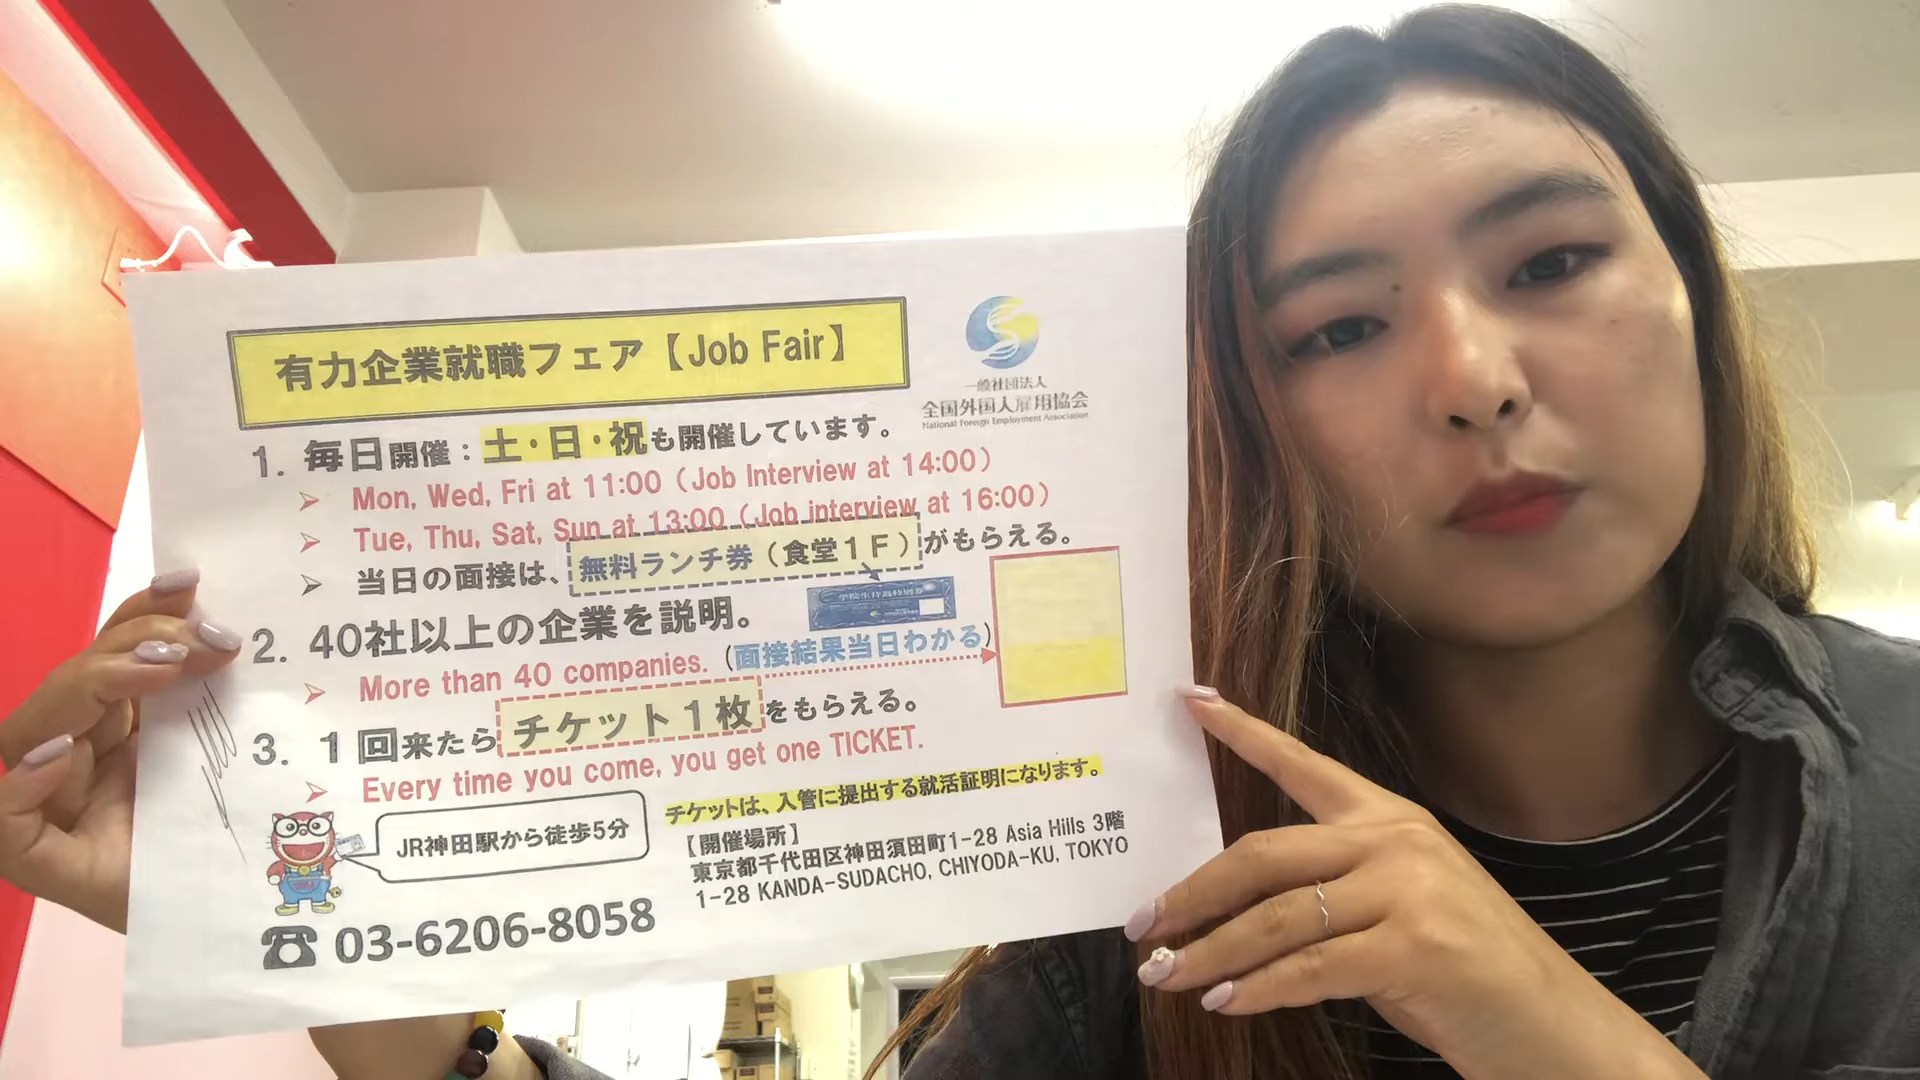 有力企業就職フェア【Job Fair】
一般社団法人
全国外国人雇用協会
National Foreign Employment Association
1. 毎日開催：土・日・祝も開催しています。
➢ Mon, Wed, Fri at 11:00（Job Interview at 14:00）
➢ Tue, Thu, Sat, Sun at 13:00（Job interview at 16:00）
➢ 当日の面接は、無料ランチ券（食堂１Ｆ）がもらえる。
2. 40社以上の企業を説明。
➢ More than 40 companies.（面接結果当日わかる）
3. １回来たらチケット１枚をもらえる。
➢ Every time you come, you get one TICKET.
チケットは、入管に提出する就活証明になります。
JR神田駅から徒歩5分
【開催場所】
東京都千代田区神田須田町1-28 Asia Hills 3階
1-28 KANDA-SUDACHO, CHIYODA-KU, TOKYO
03-6206-8058